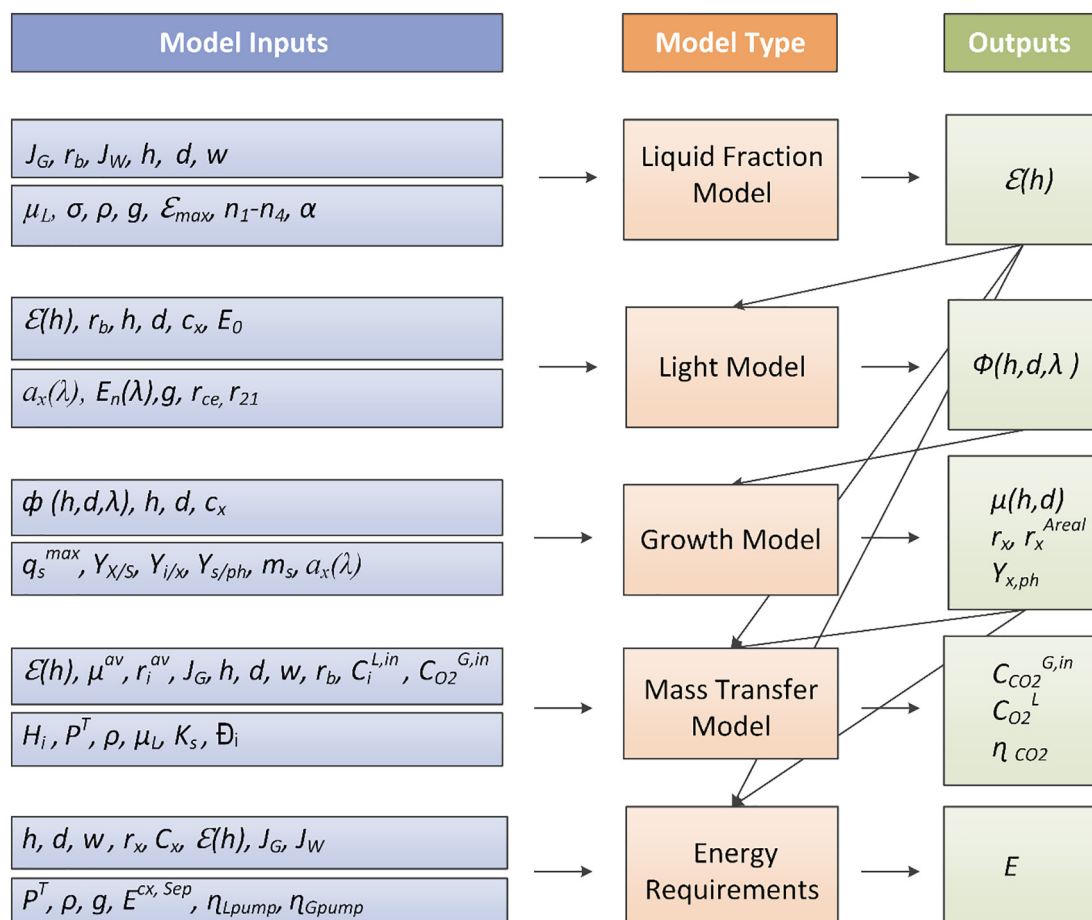 Model Inputs
Model Type
Outputs
J_G, r_b, J_W, h, d, w
μ_L, σ, ρ, g, Ɛ_max, n_1-n_4, α
Liquid Fraction
Model
Ɛ(h)
Ɛ(h), r_b, h, d, c_x, E_0
a_x(λ), E_n(λ),g, r_ce, r_21
Light Model
Φ(h,d,λ )
ф (h,d,λ), h, d, c_x
q_s^max, Y_X/S, Y_i/x, Y_s/ph, m_s, a_x(λ)
Growth Model
μ(h,d)
r_x, r_x^Areal
Y_x,ph
Ɛ(h), μ^av, r_i^av, J_G, h, d, w, r_b, C_i^L,in, C_O2^G,in
H_i, P^T, ρ, μ_L, K_s, Đ_i
Mass Transfer
Model
C_CO2^G,in
C_O2^L
η_CO2
h, d, w, r_x, C_x, Ɛ(h), J_G, J_W
P^T, ρ, g, E^cx, Sep, η_Lpump, η_Gpump
Energy
Requirements
E